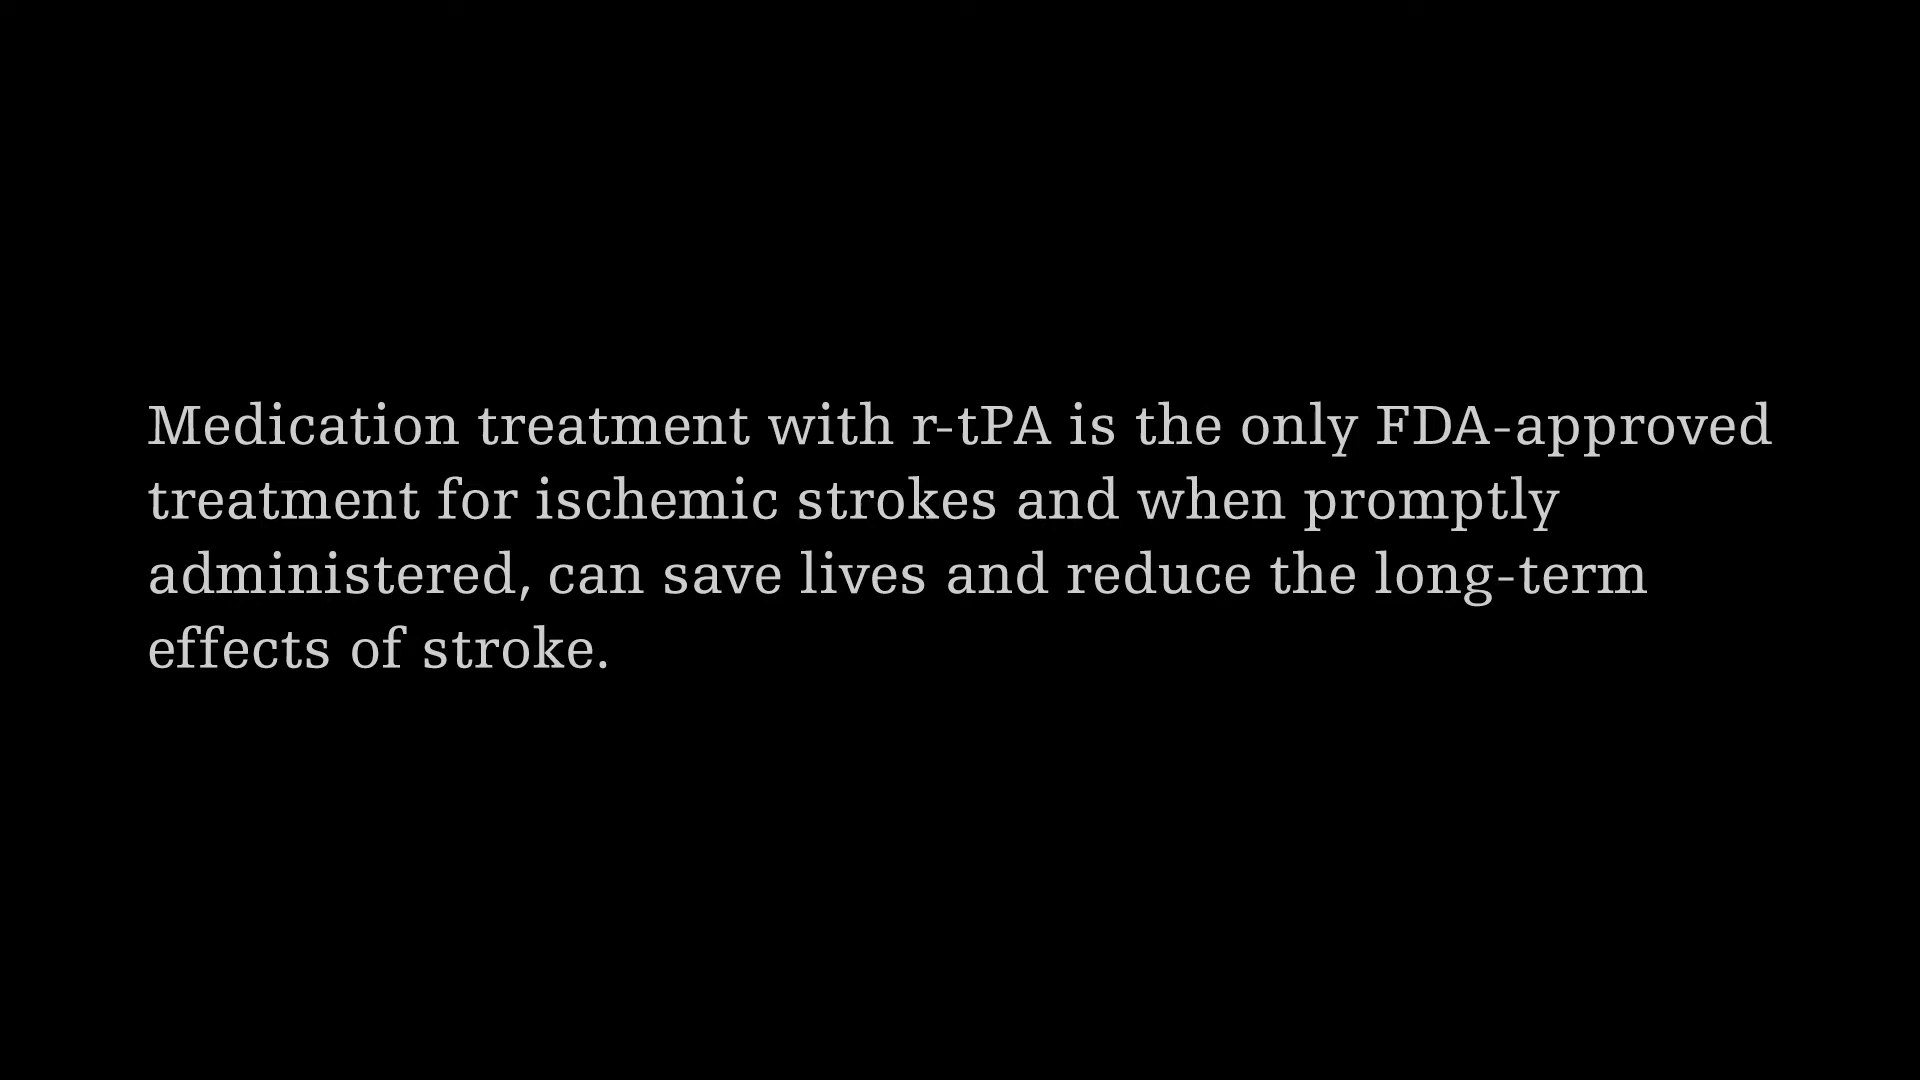 Medication treatment with r-tPA is the only FDA-approved
treatment for ischemic strokes and when promptly
administered, can save lives and reduce the long-term
effects of stroke.